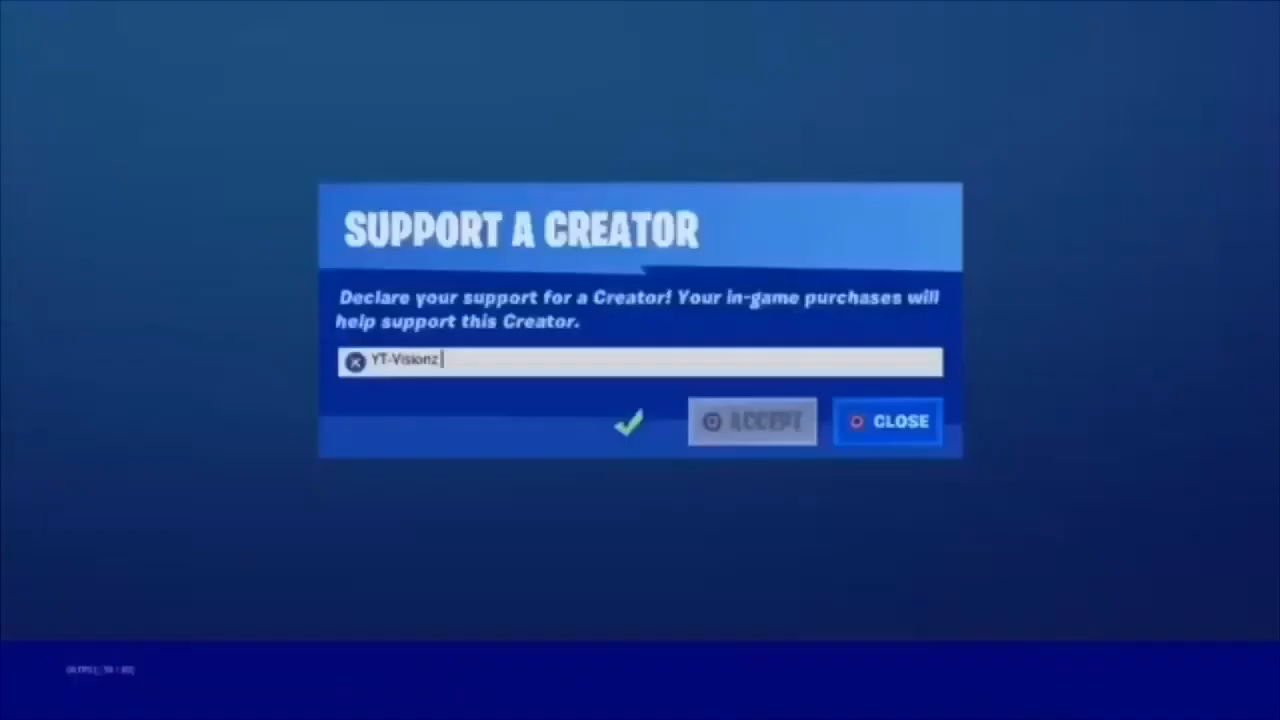 SUPPORT A CREATOR
Declare your support for a Creator! Your in-game purchases will
help support this Creator.
YT-Visionz
ACCEPT
CLOSE